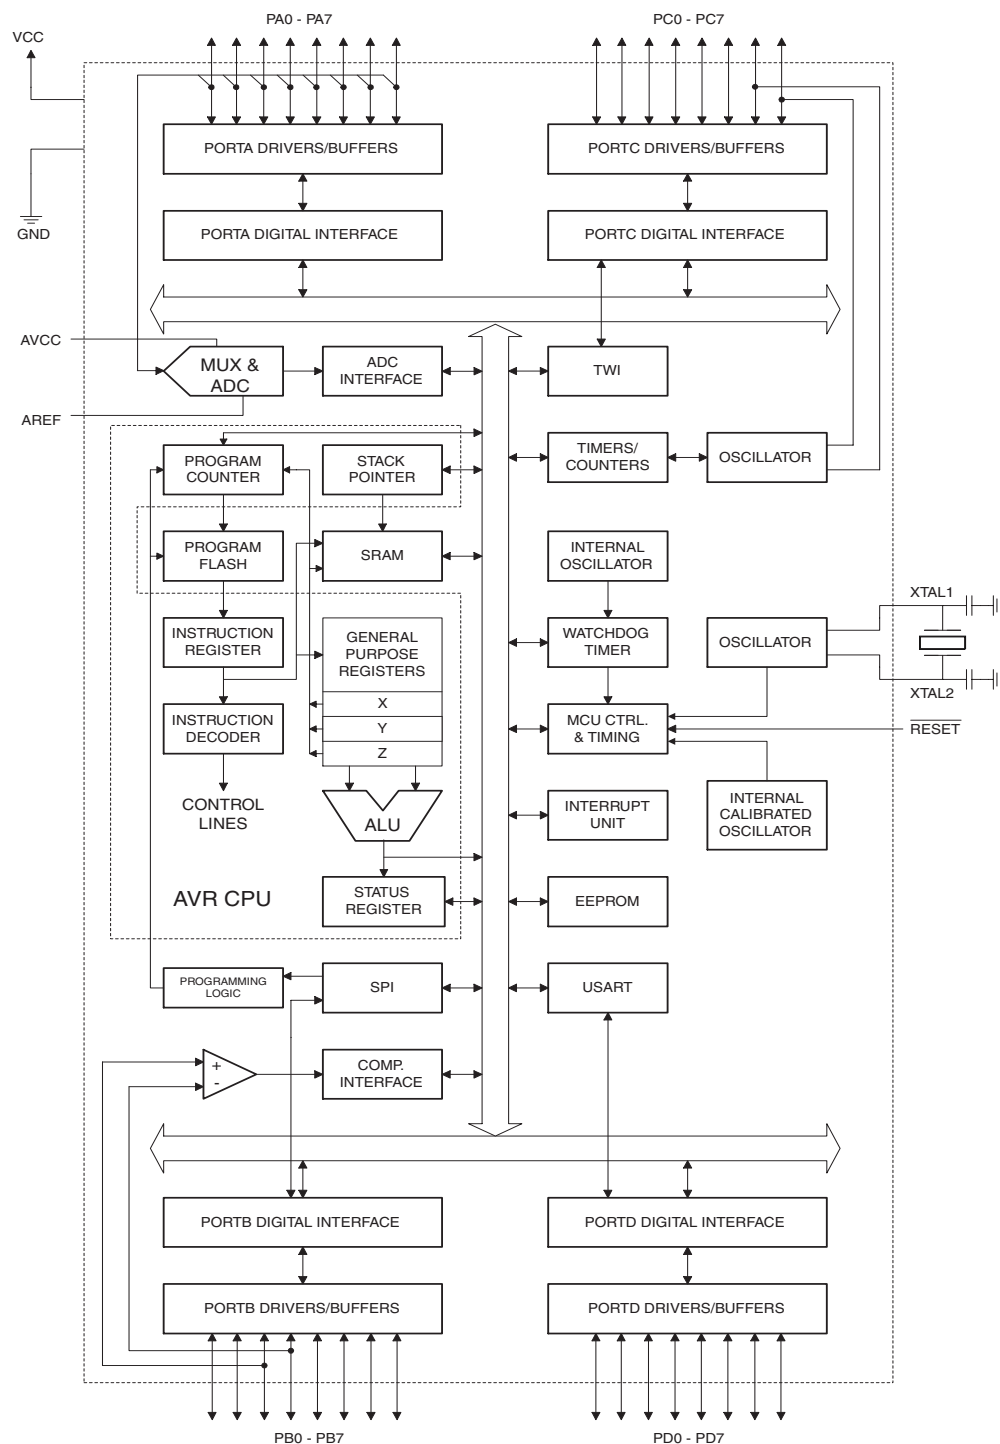 PA0 - PA7
PC0 - PC7
VCC
PORTA DRIVERS/BUFFERS
PORTC DRIVERS/BUFFERS
GND
PORTA DIGITAL INTERFACE
PORTC DIGITAL INTERFACE
AVCC
MUX &
ADC
ADC
INTERFACE
TWI
AREF
PROGRAM
COUNTER
STACK
POINTER
TIMERS/
COUNTERS
OSCILLATOR
PROGRAM
FLASH
SRAM
INTERNAL
OSCILLATOR
XTAL1
INSTRUCTION
REGISTER
GENERAL
PURPOSE
REGISTERS
WATCHDOG
TIMER
OSCILLATOR
XTAL2
X
INSTRUCTION
DECODER
Y
MCU CTRL.
& TIMING
RESET
Z
CONTROL
LINES
ALU
INTERRUPT
UNIT
INTERNAL
CALIBRATED
OSCILLATOR
AVR CPU
STATUS
REGISTER
EEPROM
PROGRAMMING
LOGIC
SPI
USART
+
-
COMP.
INTERFACE
PORTB DIGITAL INTERFACE
PORTD DIGITAL INTERFACE
PORTB DRIVERS/BUFFERS
PORTD DRIVERS/BUFFERS
PB0 - PB7
PD0 - PD7